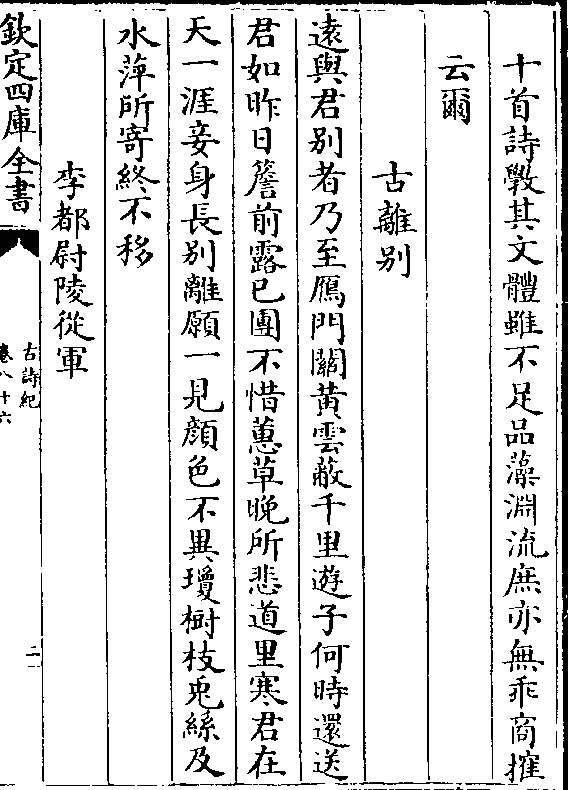 十首詩斆其文體雖不足品藻淵流庶亦無乖商搉
云爾
古離別
遠與君别者乃至鴈門關黄雲蔽千里遊子何時還送
君如昨日簷前露已團不惜蕙草晚所悲道里寒君在
天一涯妾身長别離願一見顔色不異瓊樹枝兎絲及
水萍所寄終不移
李都尉陵從軍
欽定四庫全書
古詩紀
卷八十六
二